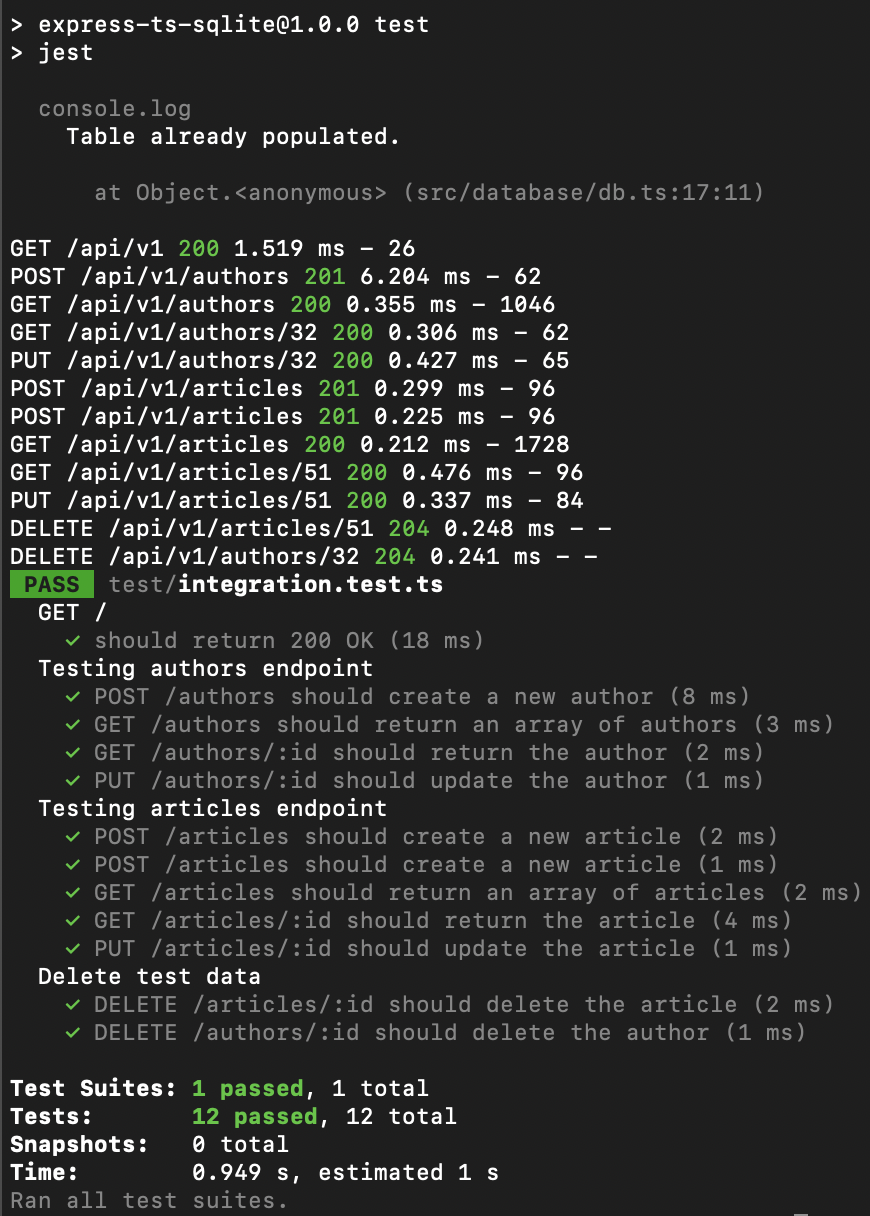 > express-ts-sqlite@1.0.0 test
> jest
console.log
Table already populated.
at Object.<anonymous> (src/database/db.ts:17:11)
GET /api/v1 200 1.519 ms - 26
POST /api/v1/authors 201 6.204 ms - 62
GET /api/v1/authors 200 0.355 ms - 1046
GET /api/v1/authors/32 200 0.306 ms - 62
PUT /api/v1/authors/32 200 0.427 ms - 65
POST /api/v1/articles 201 0.299 ms - 96
POST /api/v1/articles 201 0.225 ms - 96
GET /api/v1/articles 200 0.212 ms - 1728
GET /api/v1/articles/51 200 0.476 ms - 96
PUT /api/v1/articles/51 200 0.337 ms - 84
DELETE /api/v1/articles/51 204 0.248 ms - -
DELETE /api/v1/authors/32 204 0.241 ms - -
PASS test/integration.test.ts
GET /
✓ should return 200 OK (18 ms)
Testing authors endpoint
✓ POST /authors should create a new author (8 ms)
✓ GET /authors should return an array of authors (3 ms)
✓ GET /authors/:id should return the author (2 ms)
✓ PUT /authors/:id should update the author (1 ms)
Testing articles endpoint
✓ POST /articles should create a new article (2 ms)
✓ POST /articles should create a new article (1 ms)
✓ GET /articles should return an array of articles (2 ms)
✓ GET /articles/:id should return the article (4 ms)
✓ PUT /articles/:id should update the article (1 ms)
Delete test data
✓ DELETE /articles/:id should delete the article (2 ms)
✓ DELETE /authors/:id should delete the author (1 ms)
Test Suites: 1 passed, 1 total
Tests: 12 passed, 12 total
Snapshots: 0 total
Time: 0.949 s, estimated 1 s
Ran all test suites.